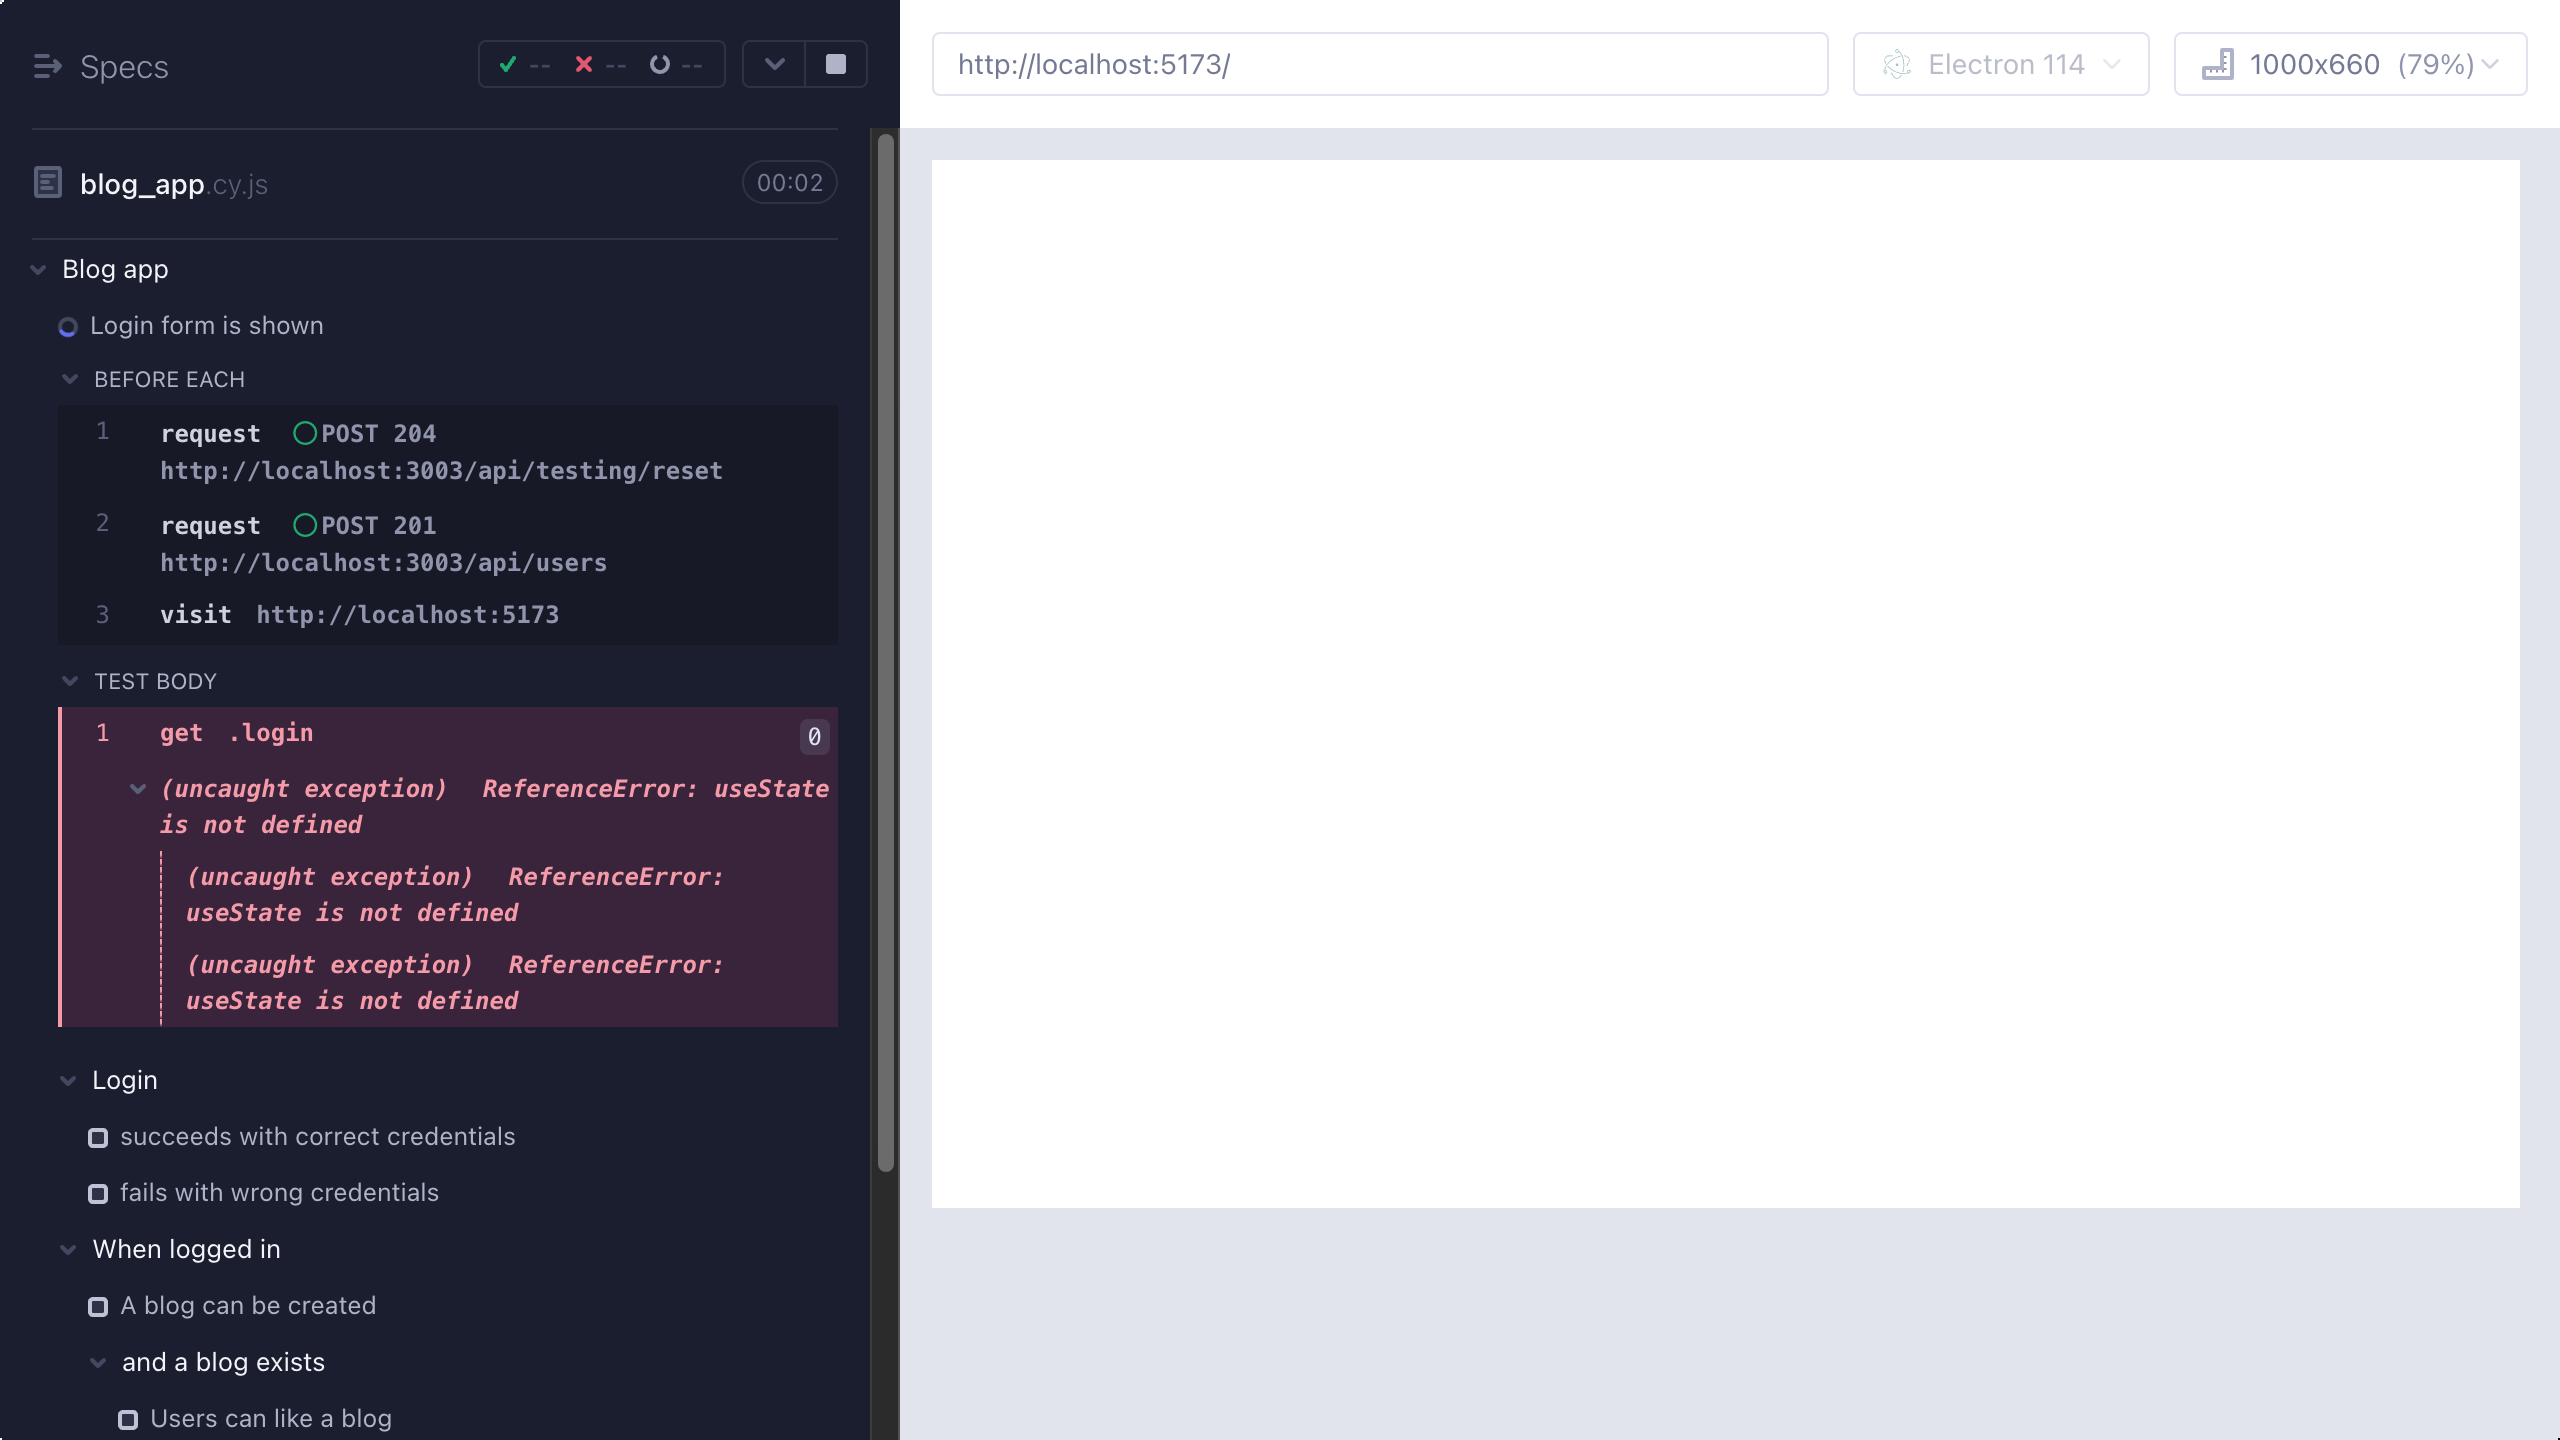 Specs
-- -- --
blog_app.cy.js
00:02
Blog app
Login form is shown
BEFORE EACH
1 request POST 204
http://localhost:3003/api/testing/reset
2 request POST 201
http://localhost:3003/api/users
3 visit http://localhost:5173
TEST BODY
1 get .login 0
(uncaught exception) ReferenceError: useState
is not defined
(uncaught exception) ReferenceError:
useState is not defined
(uncaught exception) ReferenceError:
useState is not defined
Login
succeeds with correct credentials
fails with wrong credentials
When logged in
A blog can be created
and a blog exists
Users can like a blog
http://localhost:5173/
Electron 114
1000x660 (79%)